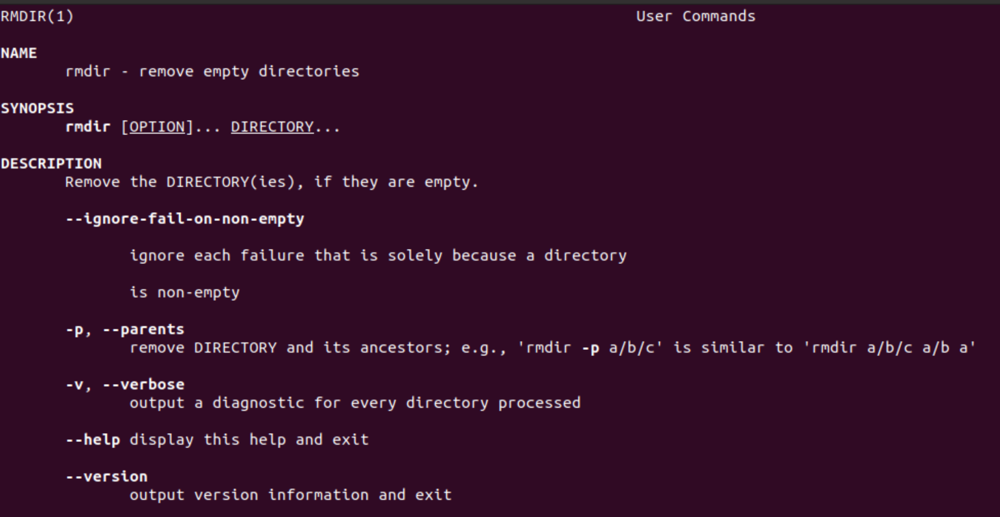 RMDIR(1) User Commands
NAME
rmdir - remove empty directories
SYNOPSIS
rmdir [OPTION]... DIRECTORY...
DESCRIPTION
Remove the DIRECTORY(ies), if they are empty.
--ignore-fail-on-non-empty
ignore each failure that is solely because a directory
is non-empty
-p, --parents
remove DIRECTORY and its ancestors; e.g., 'rmdir -p a/b/c' is similar to 'rmdir a/b/c a/b a'
-v, --verbose
output a diagnostic for every directory processed
--help display this help and exit
--version
output version information and exit